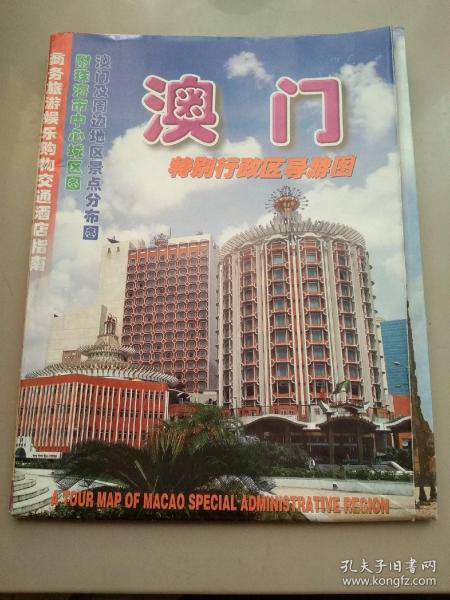 澳门
特别行政区导游图
澳门及周边地区景点分布图
附珠海市中心城区图
商务旅游娱乐购物交通酒店指南
A TOUR MAP OF MACAO SPECIAL ADMINISTRATIVE REGION
孔夫子旧书网
www.kongfz.com